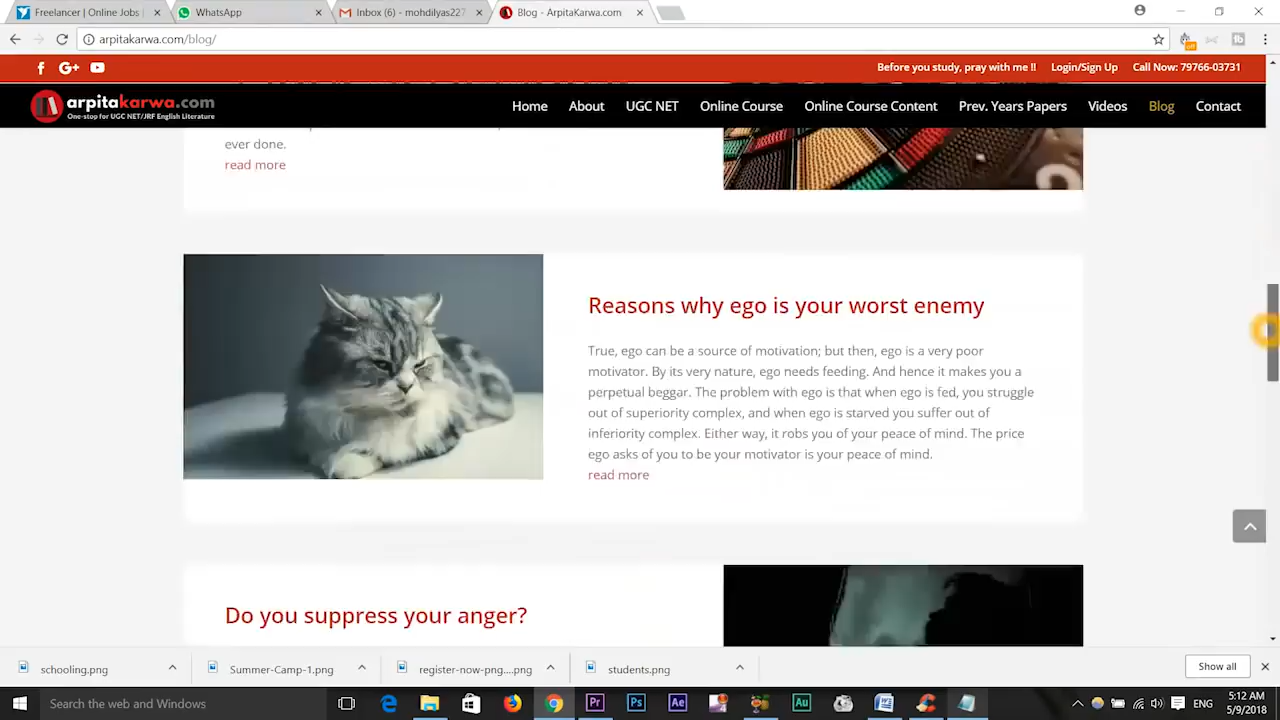 Freelancer | Online Jobs
WhatsApp
Inbox (6) - mohdilyas227
Blog - ArpitaKarwa.com
arpitakarwa.com/blog/
off
Before you study, pray with me !! Login/Sign Up Call Now: 79766-03731
arpitakarwa.com
One-stop for UGC NET/JRF English Literature
Home About UGC NET Online Course Online Course Content Prev. Years Papers Videos Blog Contact
ever done.
read more
Reasons why ego is your worst enemy
True, ego can be a source of motivation; but then, ego is a very poor
motivator. By its very nature, ego needs feeding. And hence it makes you a
perpetual beggar. The problem with ego is that when ego is fed, you struggle
out of superiority complex, and when ego is starved you suffer out of
inferiority complex. Either way, it robs you of your peace of mind. The price
ego asks of you to be your motivator is your peace of mind.
read more
Do you suppress your anger?
schooling.png
Summer-Camp-1.png
register-now-png....png
students.png
Show all
Search the web and Windows
Pr
Ps
Ae
Au
ENG
5:12 AM
5/9/2018